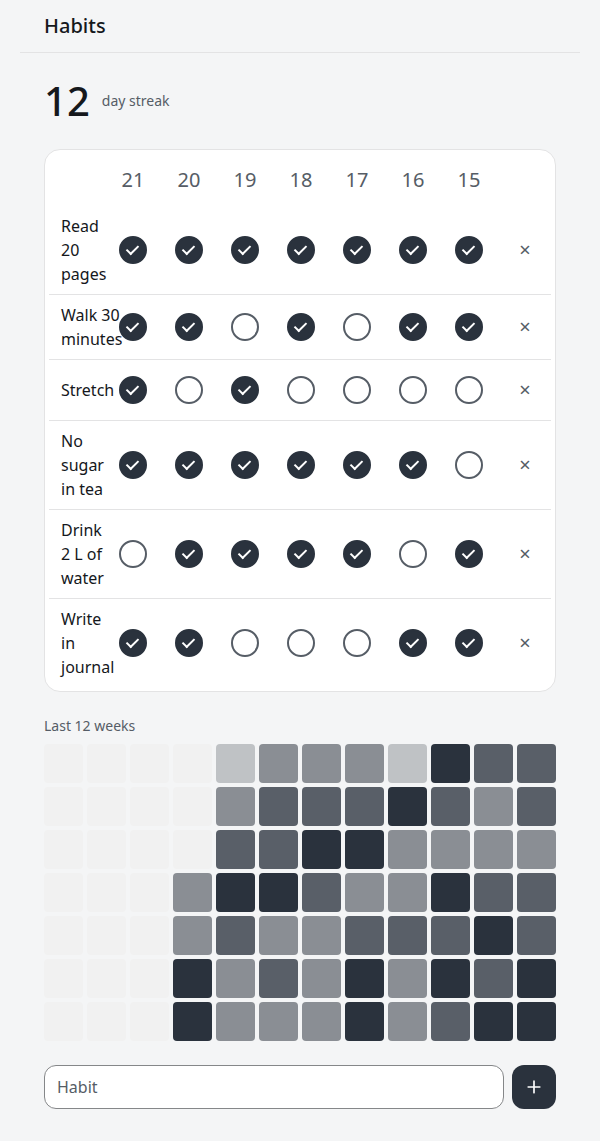 Habits
12 day streak
21 20 19 18 17 16 15
Read
20
pages
×
Walk 30
minutes
×
Stretch
×
No
sugar
in tea
×
Drink
2 L of
water
×
Write
in
journal
×
Last 12 weeks
Habit
+